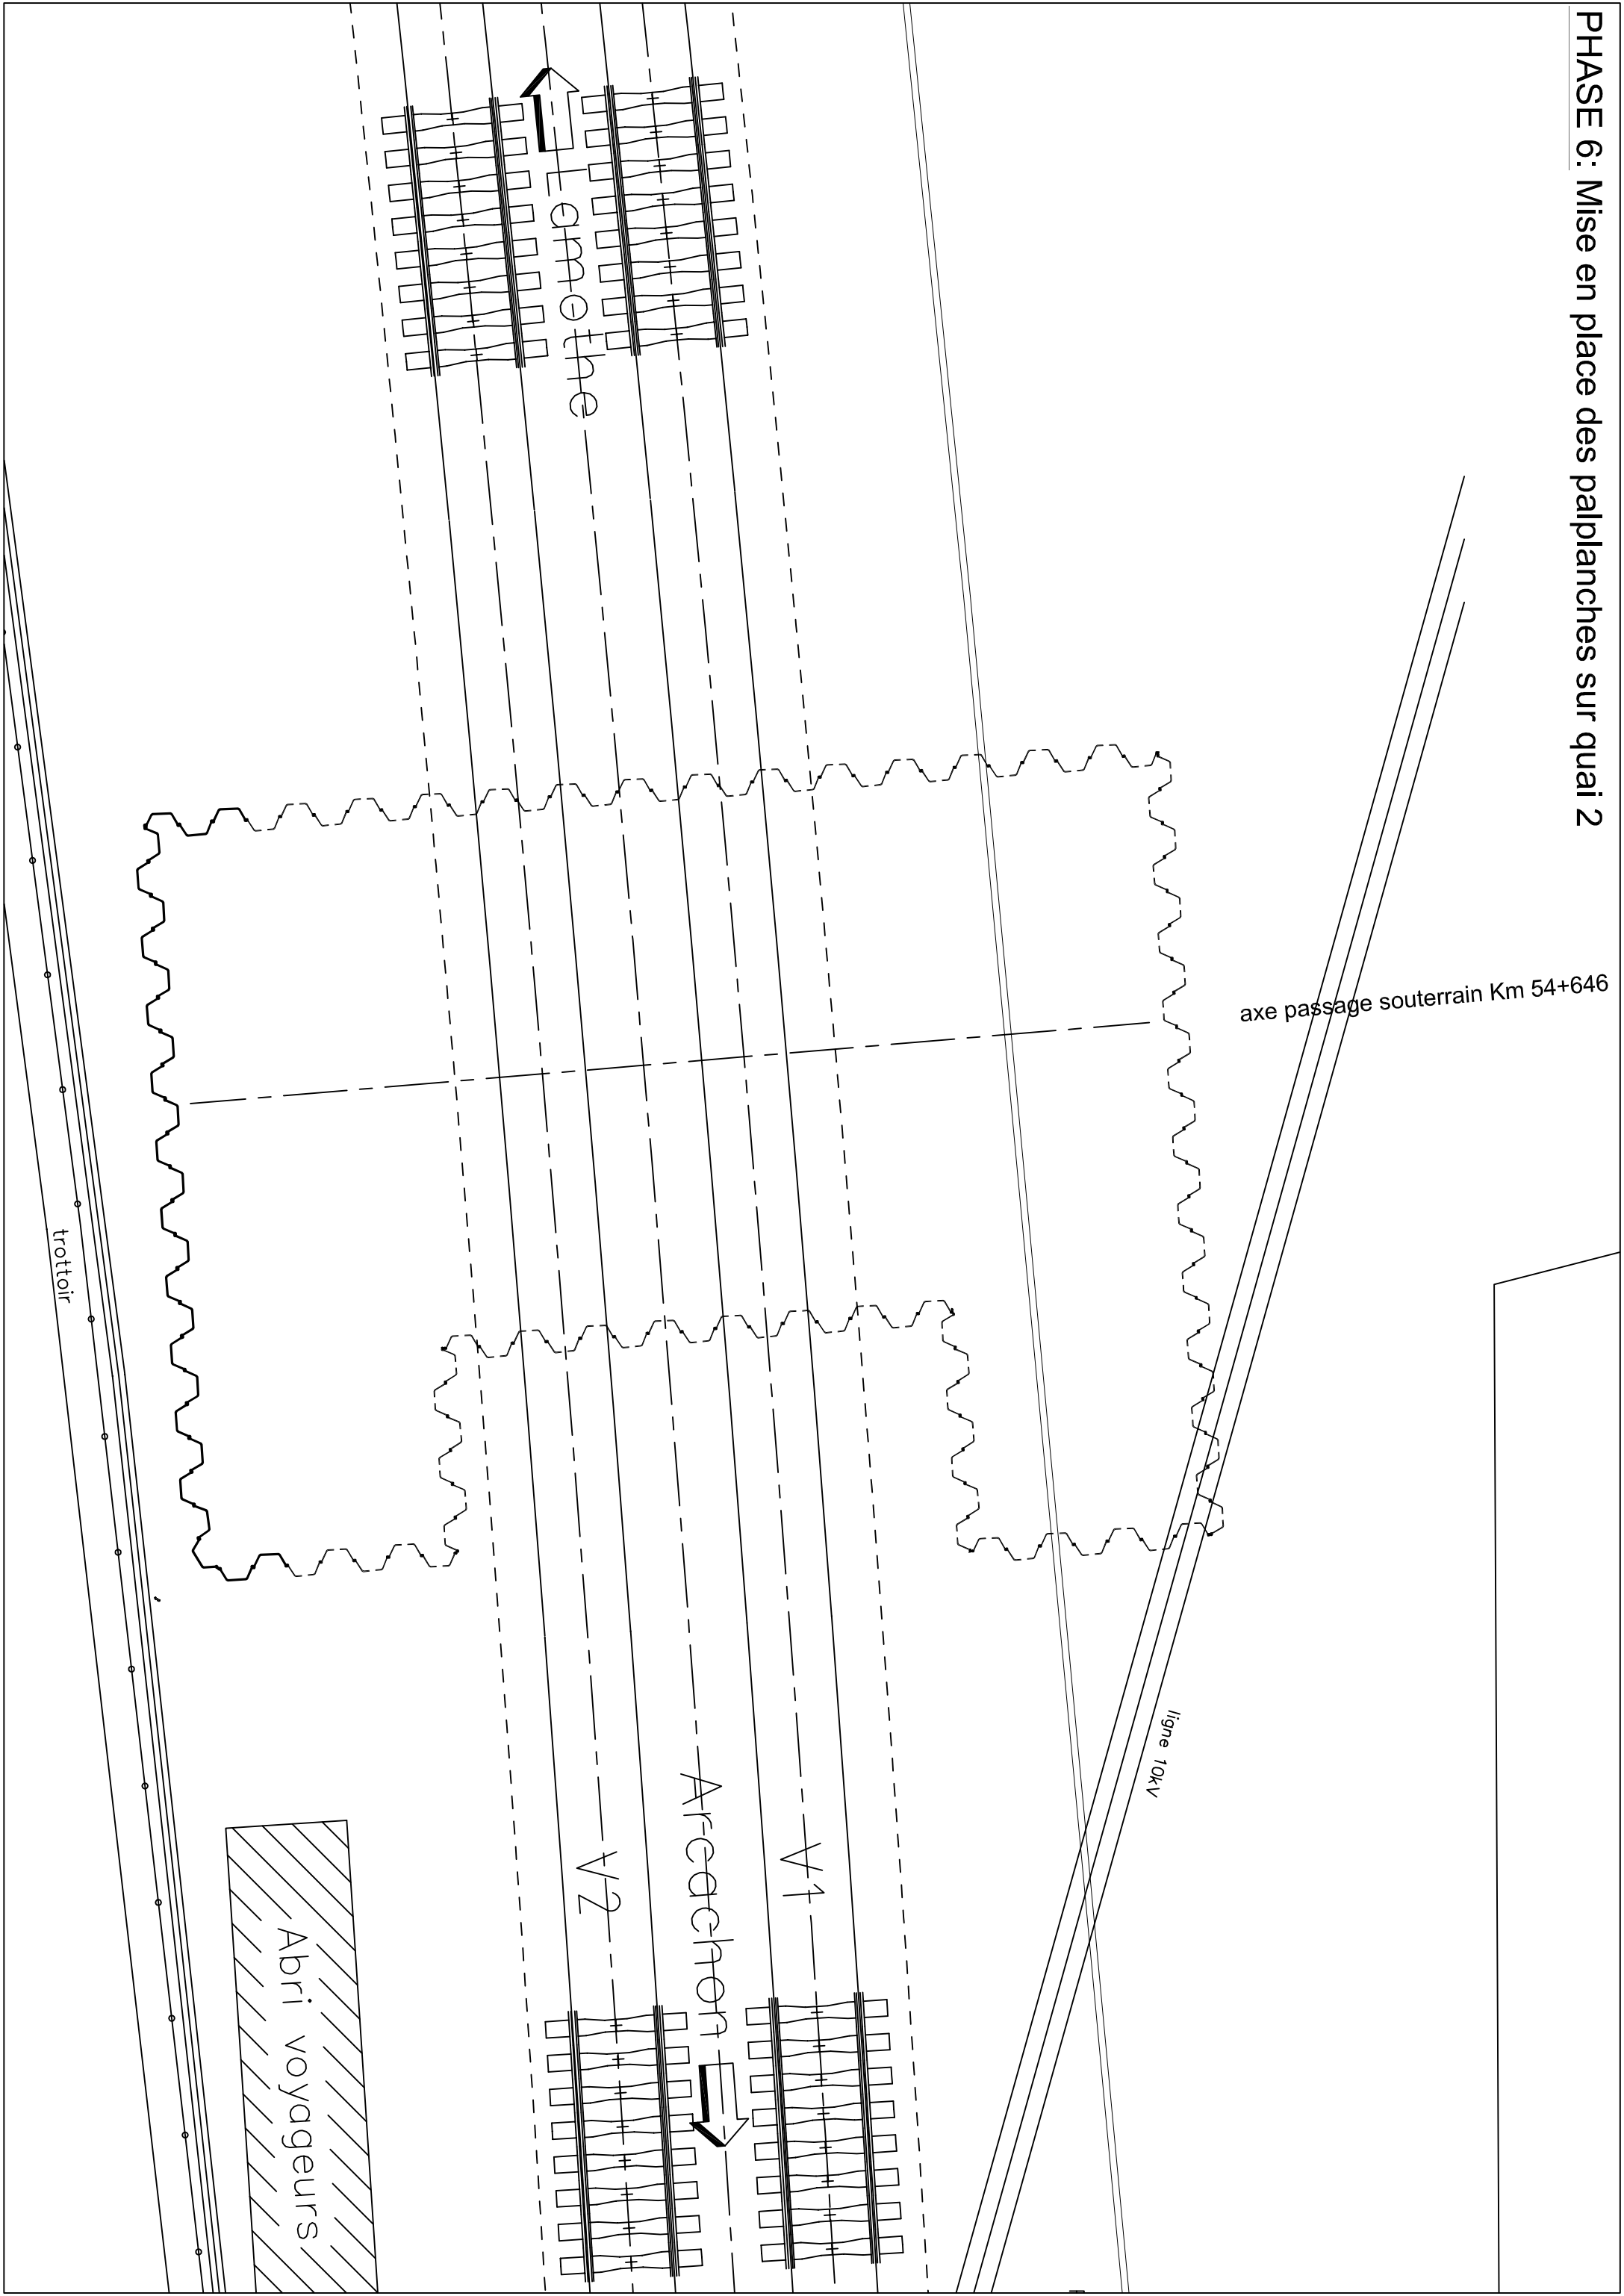 PHASE 6: Mise en place des palplanches sur quai 2
Lamothe
axe passage souterrain Km 54+646
trottoir
ligne 10kV
V1
Arcachon
V2
Abri voyageurs